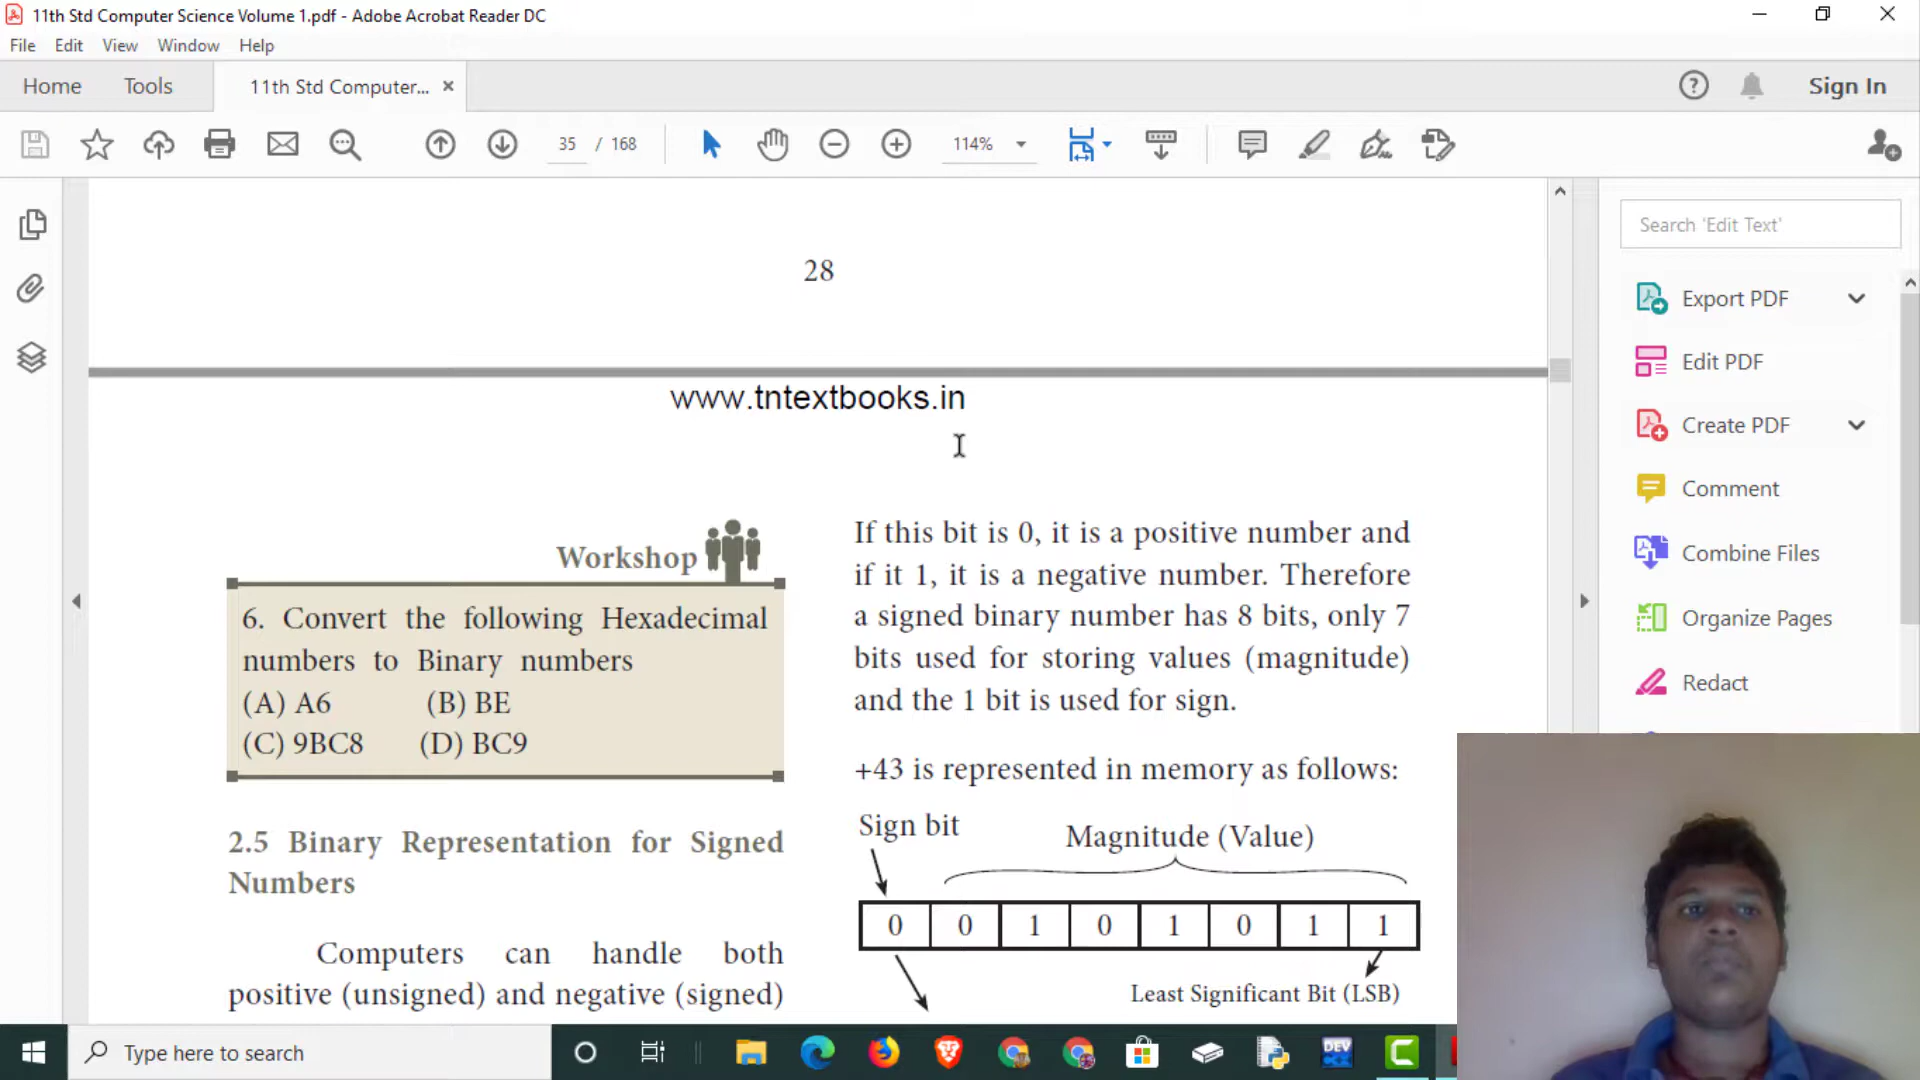 11th Std Computer Science Volume 1.pdf - Adobe Acrobat Reader DC
File Edit View Window Help
Home Tools 11th Std Computer... × Sign In
35 / 168 114%
28
www.tntextbooks.in
Workshop
6. Convert the following Hexadecimal
numbers to Binary numbers
(A) A6 (B) BE
(C) 9BC8 (D) BC9
2.5 Binary Representation for Signed
Numbers
Computers can handle both
positive (unsigned) and negative (signed)
If this bit is 0, it is a positive number and
if it 1, it is a negative number. Therefore
a signed binary number has 8 bits, only 7
bits used for storing values (magnitude)
and the 1 bit is used for sign.
+43 is represented in memory as follows:
Sign bit
Magnitude (Value)
0 0 1 0 1 0 1 1
Least Significant Bit (LSB)
Search 'Edit Text'
Export PDF
Edit PDF
Create PDF
Comment
Combine Files
Organize Pages
Redact
Type here to search
DEV
C